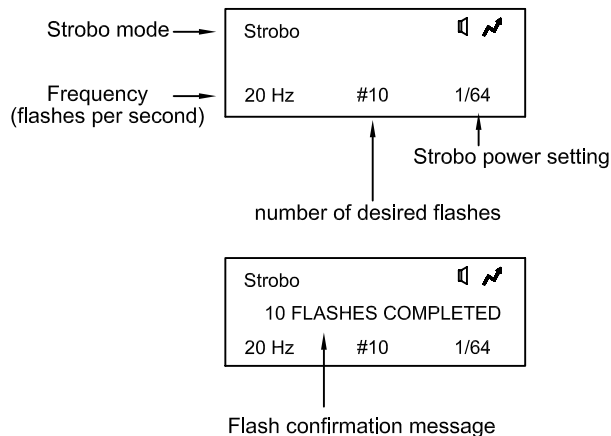 Strobo mode
Strobo
Frequency
(flashes per second)
20 Hz #10 1/64
Strobo power setting
number of desired flashes
Strobo
10 FLASHES COMPLETED
20 Hz #10 1/64
Flash confirmation message